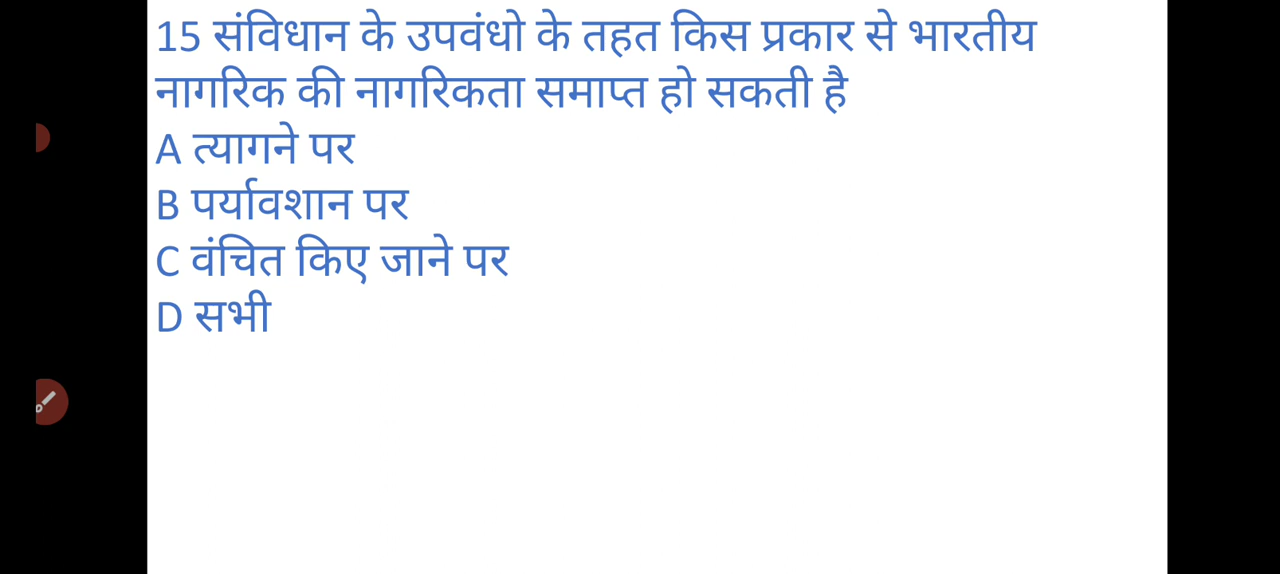 15 संविधान के उपवंधो के तहत किस प्रकार से भारतीय
नागरिक की नागरिकता समाप्त हो सकती है
A त्यागने पर
B पर्यावशान पर
C वंचित किए जाने पर
D सभी